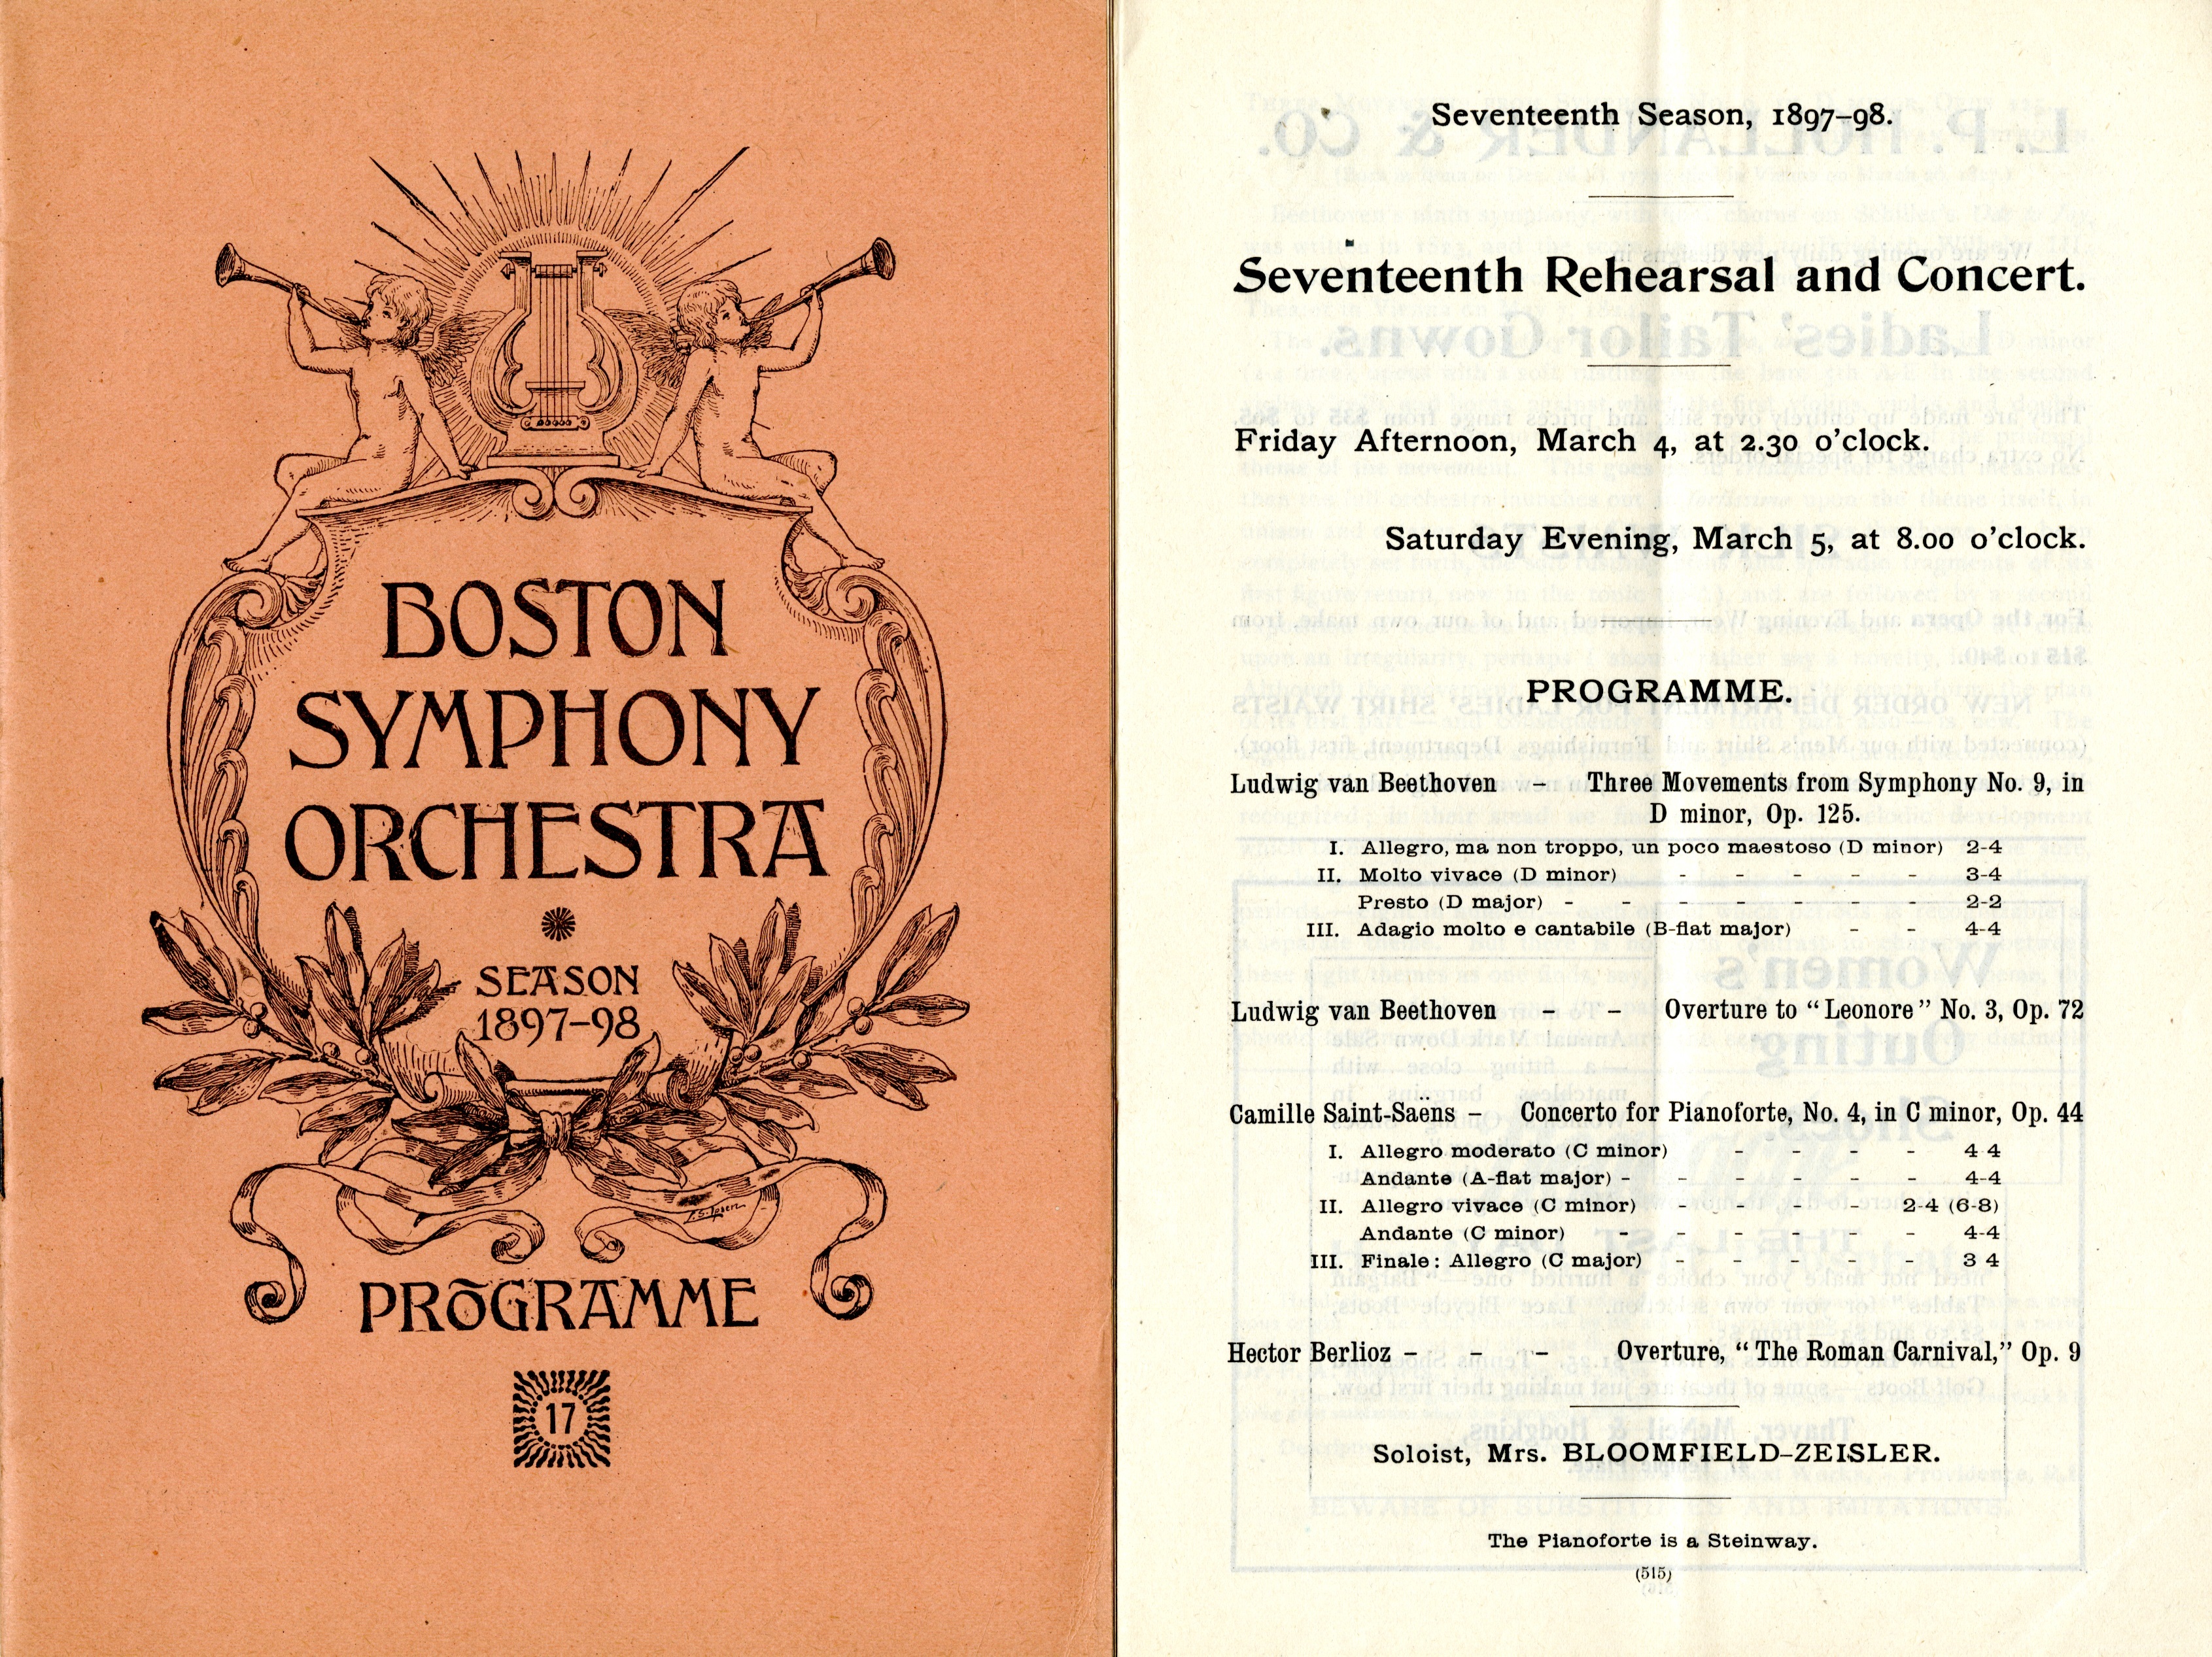 BOSTON
SYMPHONY
ORCHESTRA
SEASON
1897-98
F.S. Ipsen
PRŌGRAMME
17
Seventeenth Season, 1897–98.
Seventeenth Rehearsal and Concert.
Friday Afternoon, March 4, at 2.30 o'clock.
Saturday Evening, March 5, at 8.00 o'clock.
PROGRAMME.
Ludwig van Beethoven - Three Movements from Symphony No. 9, in
D minor, Op. 125.
I. Allegro, ma non troppo, un poco maestoso (D minor) 2-4
II. Molto vivace (D minor) - - - - - 3-4
Presto (D major) - - - - - - - 2-2
III. Adagio molto e cantabile (B-flat major) - - 4-4
Ludwig van Beethoven - - Overture to "Leonore" No. 3, Op. 72
Camille Saint-Saëns - Concerto for Pianoforte, No. 4, in C minor, Op. 44
I. Allegro moderato (C minor) - - - - 4 4
Andante (A-flat major) - - - - - - 4-4
II. Allegro vivace (C minor) - - - - 2-4 (6-8)
Andante (C minor) - - - - - - 4-4
III. Finale: Allegro (C major) - - - - - 3 4
Hector Berlioz - - - Overture, "The Roman Carnival," Op. 9
Soloist, Mrs. BLOOMFIELD-ZEISLER.
The Pianoforte is a Steinway.
(515)